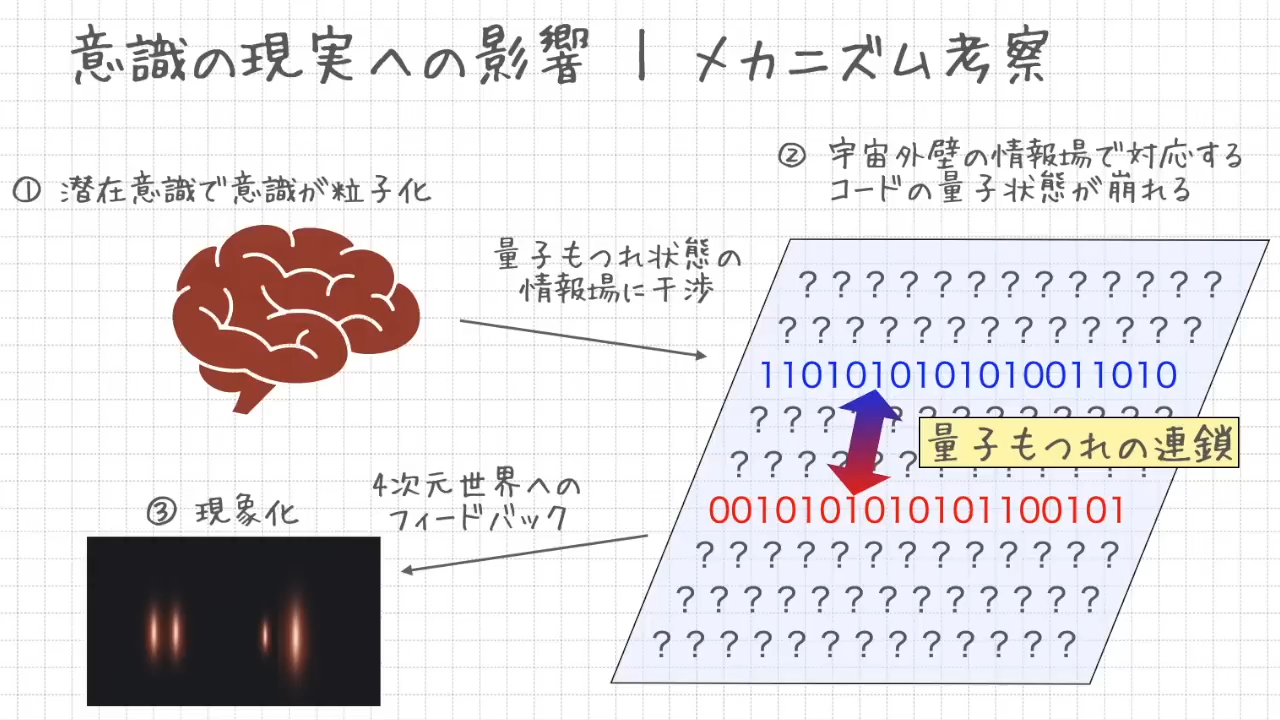 意識の現実への影響 | メカニズム考察
① 潜在意識で意識が粒子化
② 宇宙外壁の情報場で対応する
コードの量子状態が崩れる
量子もつれ状態の
情報場に干渉
? ? ? ? ? ? ? ? ? ? ? ? ?
? ? ? ? ? ? ? ? ? ? ? ? ?
1101010101010011010
? ? ? ? ? ? ? ? ? ? ? ? ?
量子もつれの連鎖
? ? ? ? ? ? ? ? ? ? ? ? ?
0010101010101100101
? ? ? ? ? ? ? ? ? ? ? ? ?
? ? ? ? ? ? ? ? ? ? ? ? ?
? ? ? ? ? ? ? ? ? ? ? ? ?
4次元世界への
フィードバック
③ 現象化